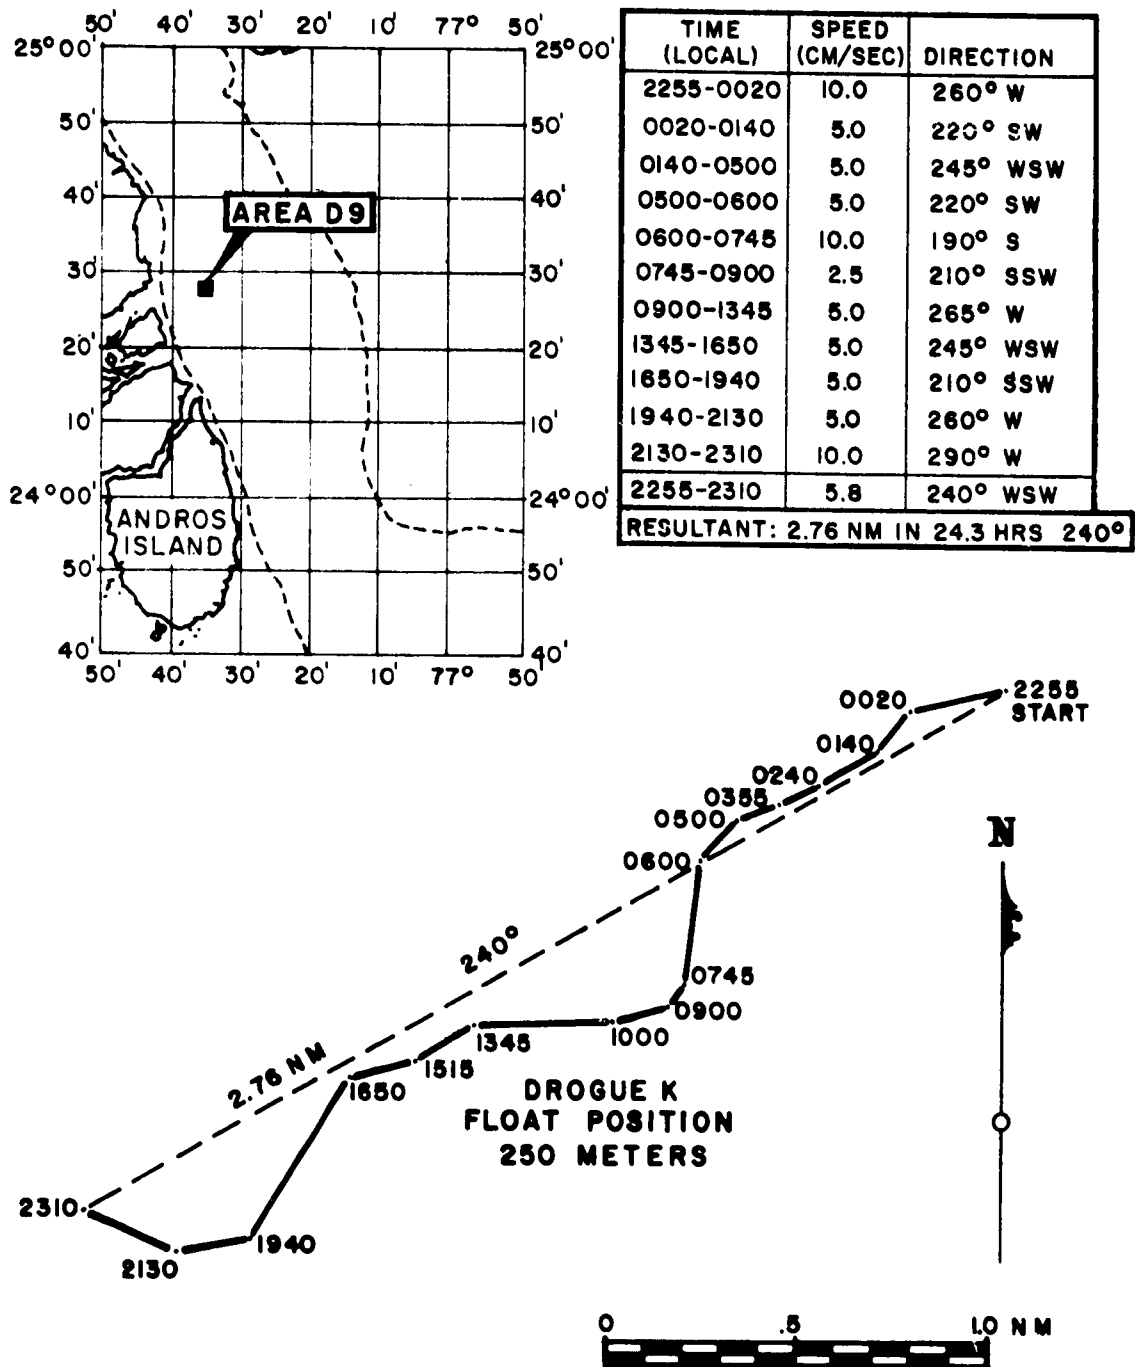 50' 40' 30' 20' 10' 77° 50'
25° 00' 25° 00'
50' 50'
40' 40'
AREA D9
30' 30'
20' 20'
10' 10'
24° 00' 24° 00'
ANDROS
ISLAND
50' 50'
40' 40'
50' 40' 30' 20' 10' 77° 50'
TIME (LOCAL) SPEED (CM/SEC) DIRECTION
2255-0020 10.0 260° W
0020-0140 5.0 220° SW
0140-0500 5.0 245° WSW
0500-0600 5.0 220° SW
0600-0745 10.0 190° S
0745-0900 2.5 210° SSW
0900-1345 5.0 265° W
1345-1650 5.0 245° WSW
1650-1940 5.0 210° SSW
1940-2130 5.0 260° W
2130-2310 10.0 290° W
2255-2310 5.8 240° WSW
RESULTANT: 2.76 NM IN 24.3 HRS 240°
2255
START
0020
0140
0240
0355
0500
0600
N
240°
0745
0900
1000
1345
1515
1650
2.76 NM
DROGUE K
FLOAT POSITION
250 METERS
2310
1940
2130
0 .5 1.0 NM